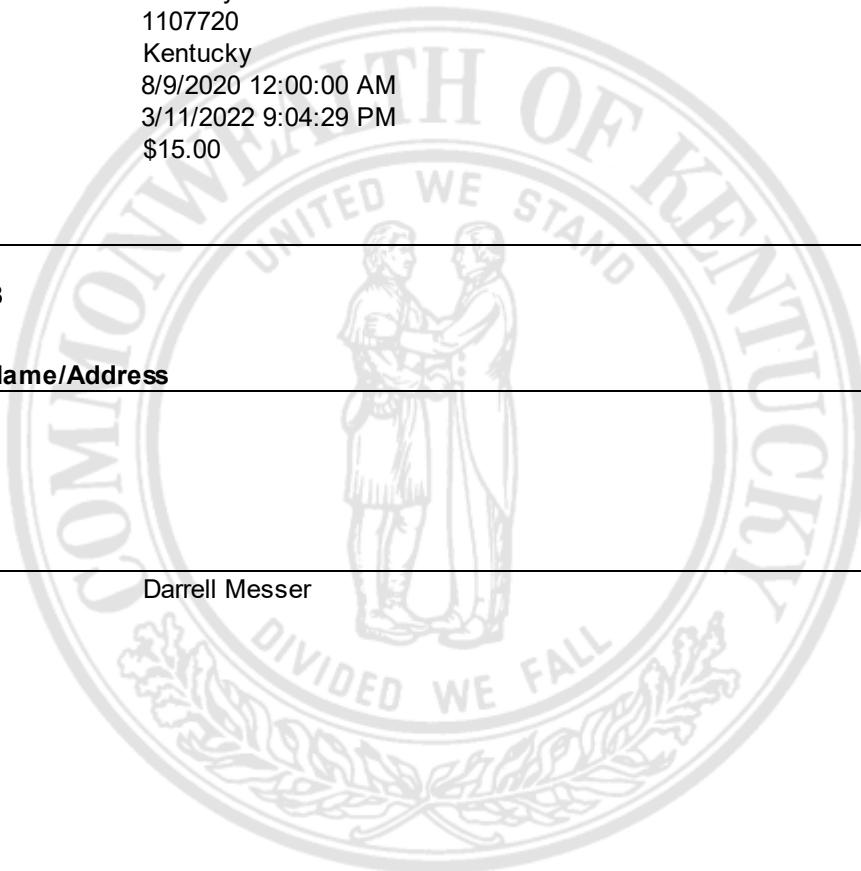 1107720
Kentucky
8/9/2020 12:00:00 AM
3/11/2022 9:04:29 PM
$15.00
COMMONWEALTH OF KENTUCKY
UNITED WE STAND
ame/Address
Darrell Messer
DIVIDED WE FALL